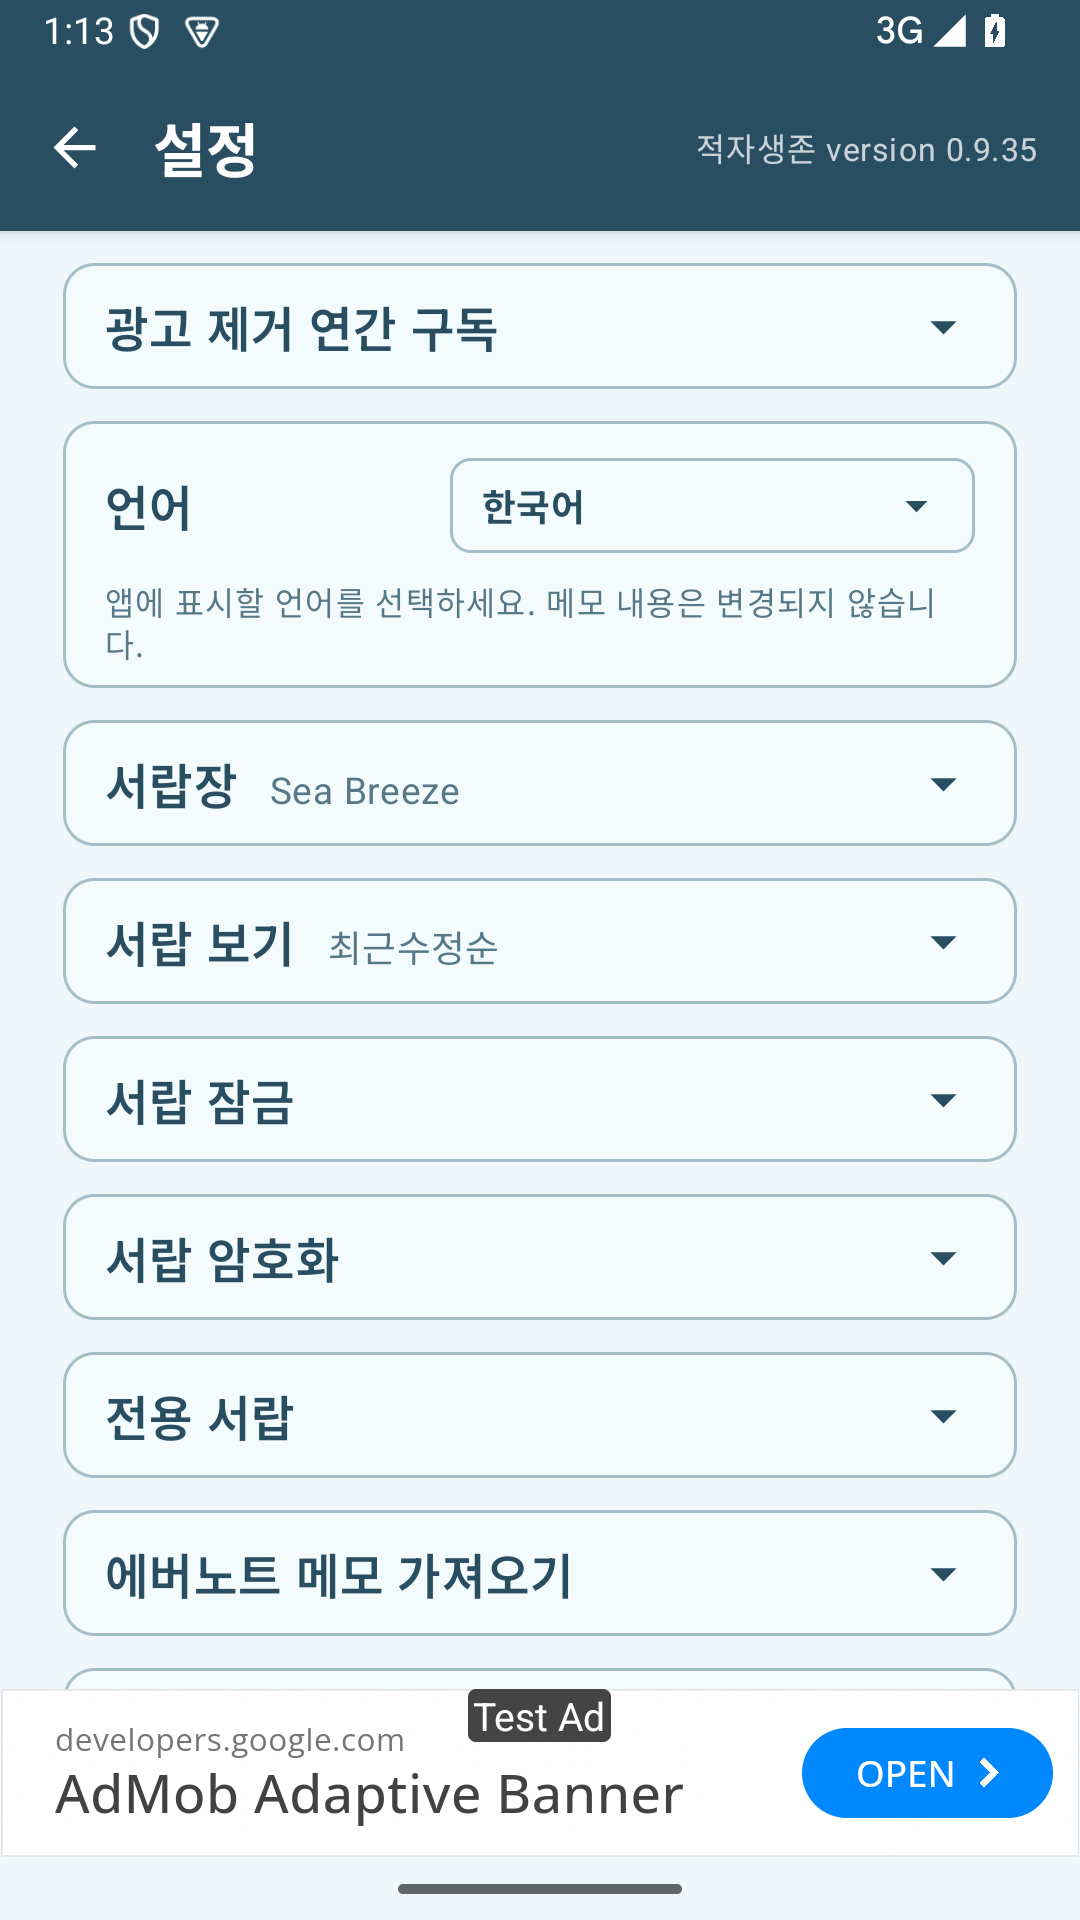 1:13
3G
설정
적자생존 version 0.9.35
광고 제거 연간 구독
언어
한국어
앱에 표시할 언어를 선택하세요. 메모 내용은 변경되지 않습니
다.
서랍장 Sea Breeze
서랍 보기 최근수정순
서랍 잠금
서랍 암호화
전용 서랍
에버노트 메모 가져오기
Test Ad
developers.google.com
AdMob Adaptive Banner
OPEN